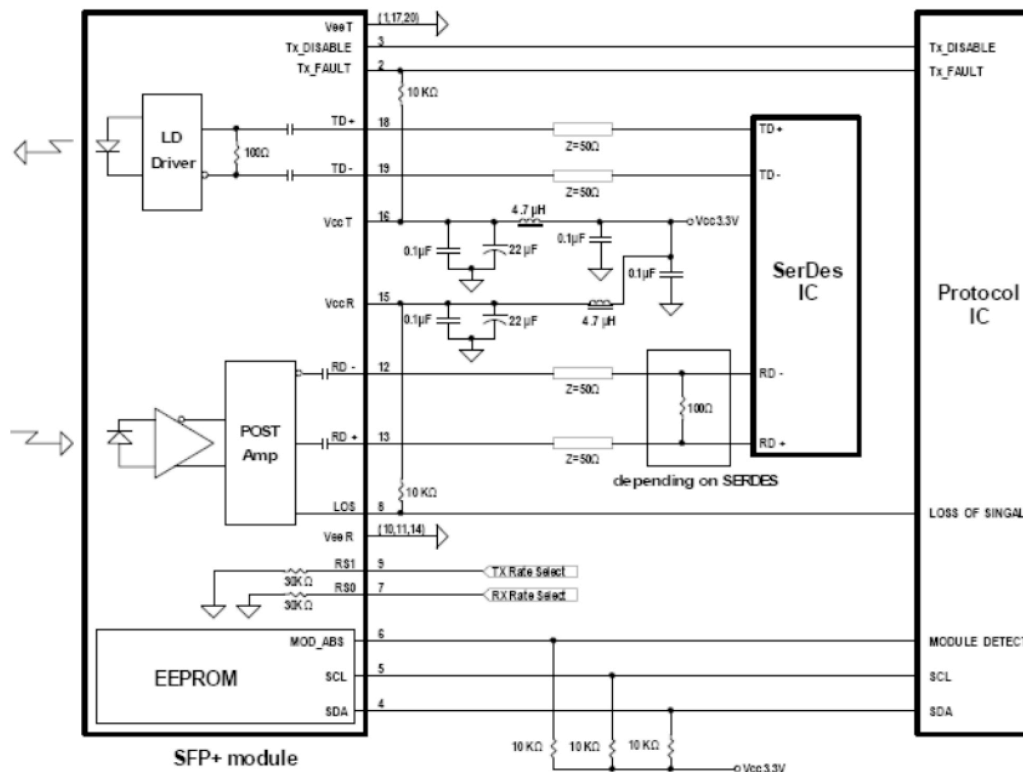 VeeT (1,17,20)
Tx_DISABLE 3 Tx_DISABLE
Tx_FAULT 2 Tx_FAULT
10 KΩ
LD
Driver
100Ω
TD+ 18 Z=50Ω TD+
TD- 19 Z=50Ω TD-
VccT 16 4.7 µH Vcc3.3V
0.1µF 22 µF 0.1µF 0.1µF
VccR 15 4.7 µH
0.1µF 22 µF
SerDes
IC
Protocol
IC
POST
Amp
RD - 12 Z=50Ω RD -
100Ω
RD + 13 Z=50Ω RD +
depending on SERDES
10 KΩ
LOS 8 LOSS OF SINGAL
VeeR (10,11,14)
RS1 9 TX Rate Select
30KΩ
RS0 7 RX Rate Select
30KΩ
EEPROM
MOD_ABS 6 MODULE DETECT
SCL 5 SCL
SDA 4 SDA
10 KΩ 10 KΩ 10 KΩ
Vcc3.3V
SFP+ module